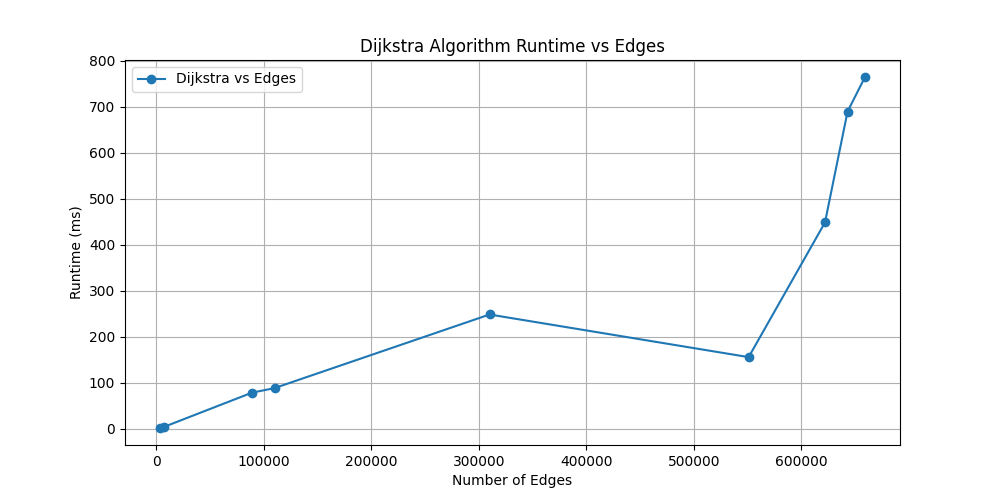 Dijkstra Algorithm Runtime vs Edges
Dijkstra vs Edges
Runtime (ms)
800
700
600
500
400
300
200
100
0
0 100000 200000 300000 400000 500000 600000
Number of Edges